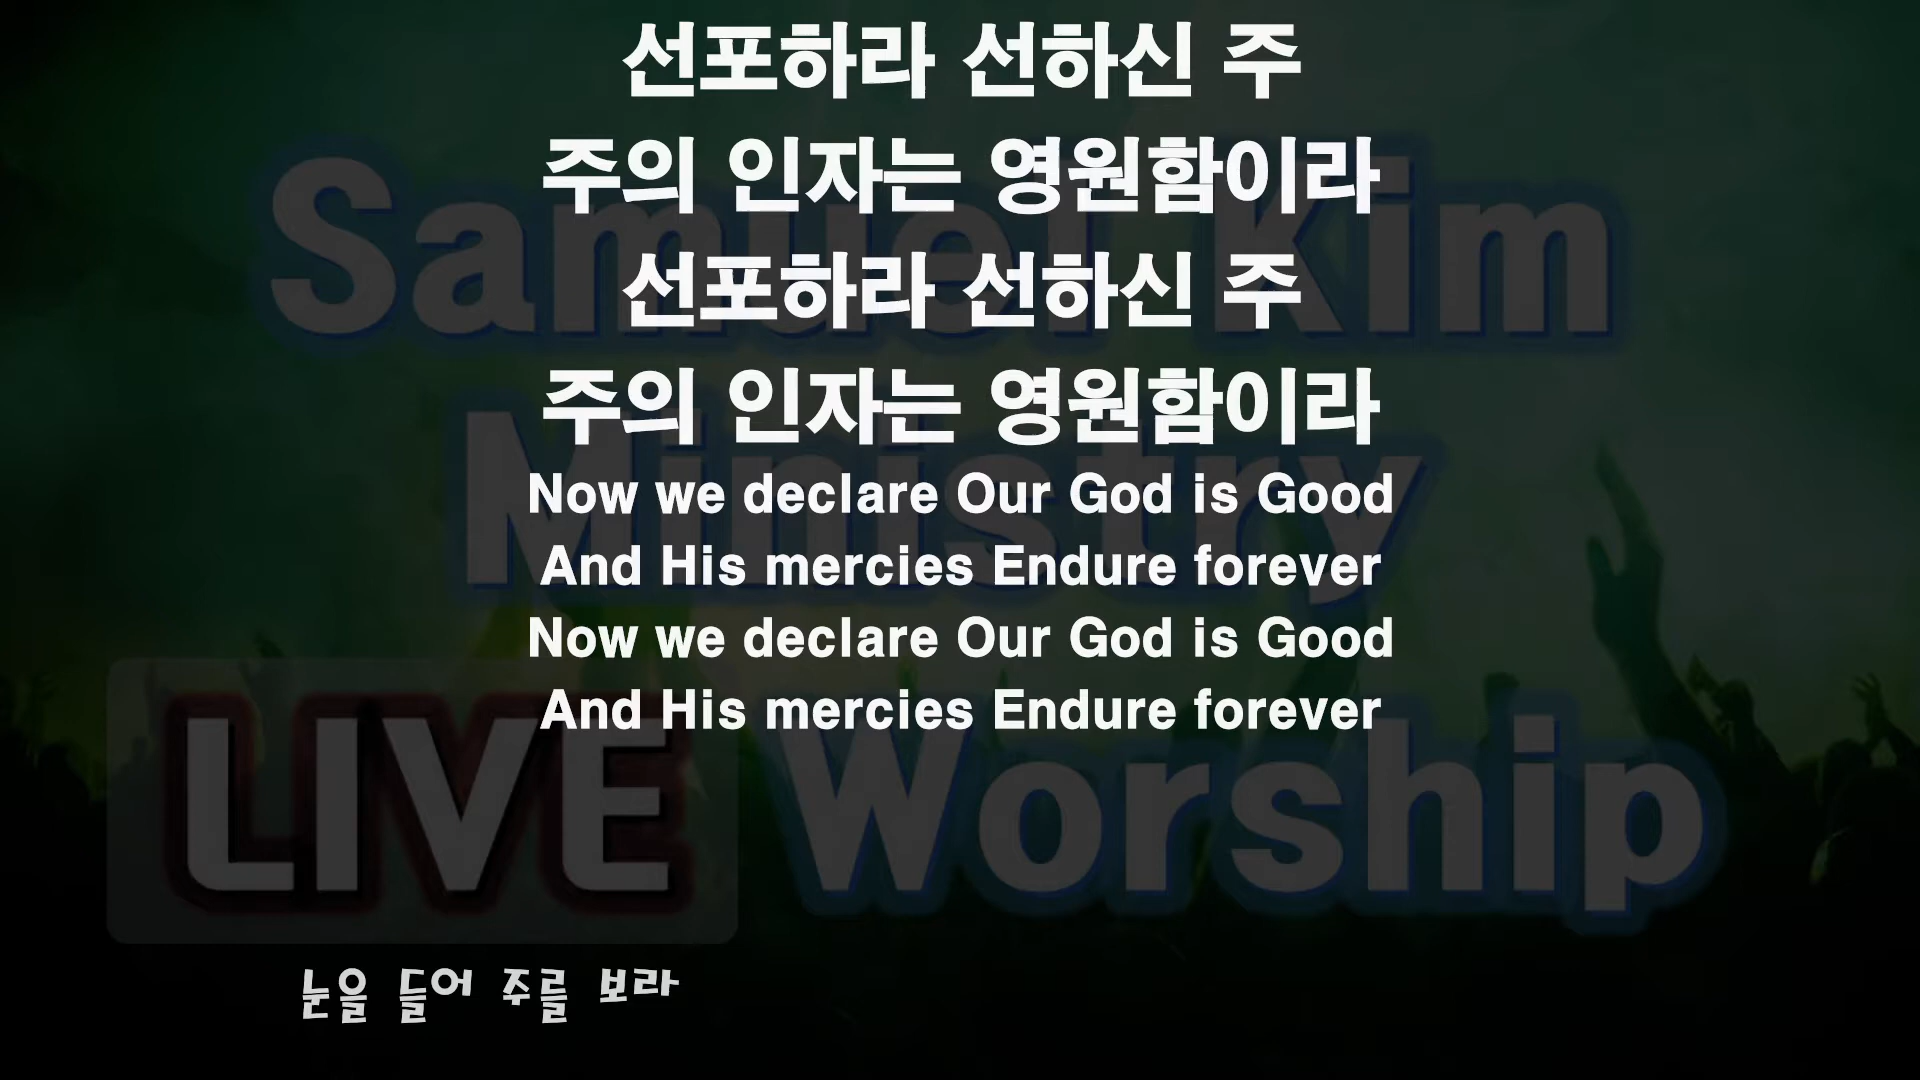 선포하라 선하신 주
주의 인자는 영원함이라
선포하라 선하신 주
주의 인자는 영원함이라
Now we declare Our God is Good
And His mercies Endure forever
Now we declare Our God is Good
And His mercies Endure forever
Samuel Kim
Ministry
LIVE Worship
눈을 들어 주를 보라